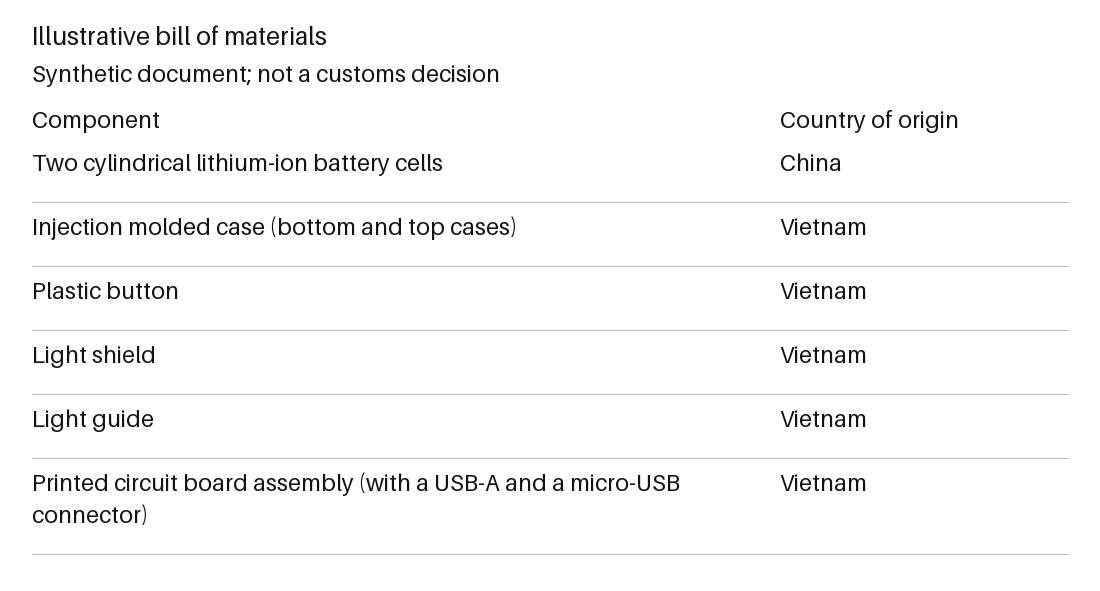 Illustrative bill of materials
Synthetic document; not a customs decision
Component Country of origin
Two cylindrical lithium-ion battery cells China
Injection molded case (bottom and top cases) Vietnam
Plastic button Vietnam
Light shield Vietnam
Light guide Vietnam
Printed circuit board assembly (with a USB-A and a micro-USB Vietnam
connector)